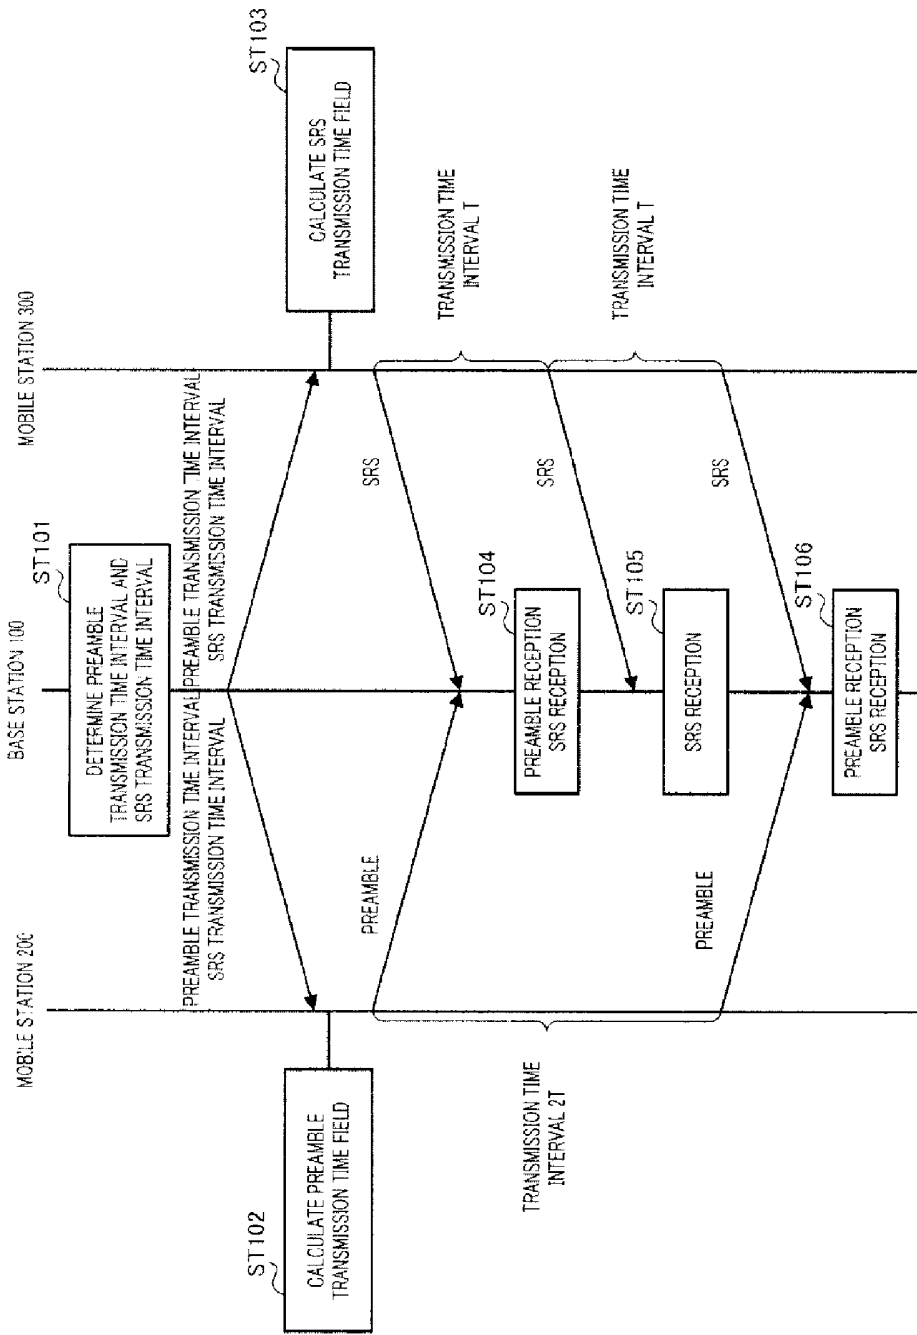 MOBILE STATION 200
BASE STATION 100
MOBILE STATION 300
ST101
DETERMINE PREAMBLE
TRANSMISSION TIME INTERVAL AND
SRS TRANSMISSION TIME INTERVAL
PREAMBLE TRANSMISSION TIME INTERVAL
SRS TRANSMISSION TIME INTERVAL
PREAMBLE TRANSMISSION TIME INTERVAL
SRS TRANSMISSION TIME INTERVAL
ST102
CALCULATE PREAMBLE
TRANSMISSION TIME FIELD
ST103
CALCULATE SRS
TRANSMISSION TIME FIELD
PREAMBLE
SRS
TRANSMISSION TIME
INTERVAL T
ST104
PREAMBLE RECEPTION
SRS RECEPTION
TRANSMISSION TIME
INTERVAL 2T
SRS
ST105
SRS RECEPTION
TRANSMISSION TIME
INTERVAL T
PREAMBLE
SRS
ST106
PREAMBLE RECEPTION
SRS RECEPTION